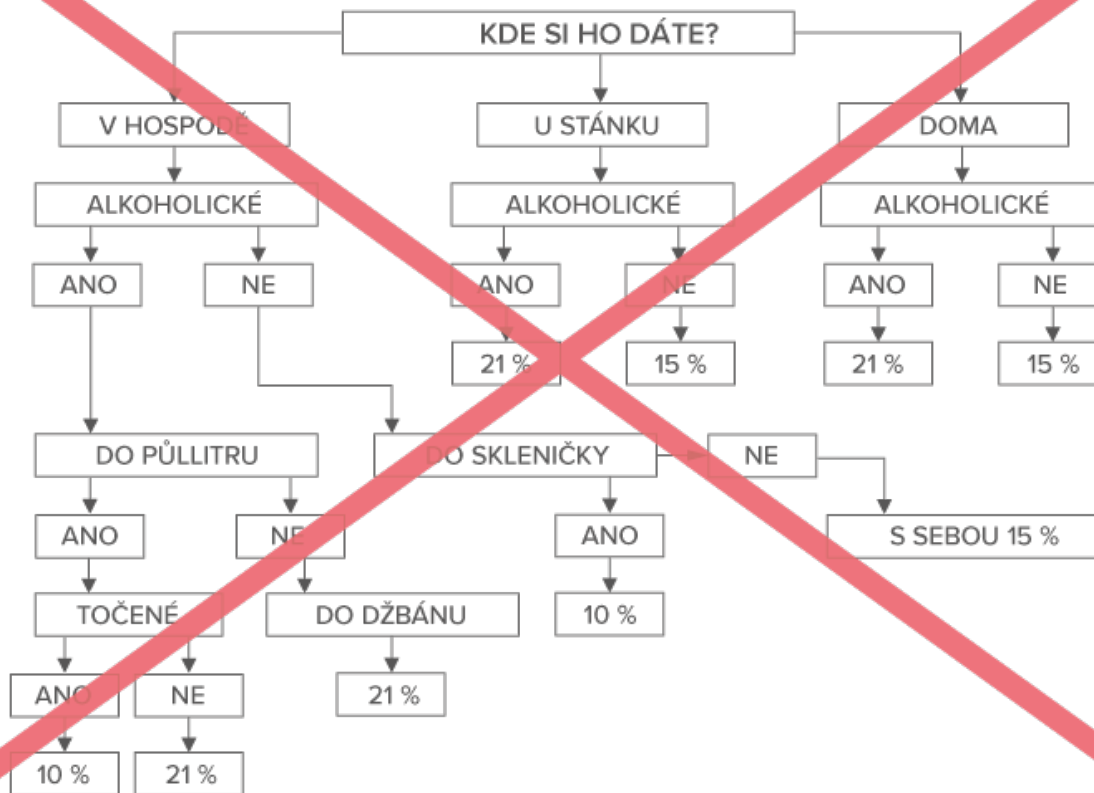 KDE SI HO DÁTE?
V HOSPODĚ
U STÁNKU
DOMA
ALKOHOLICKÉ
ALKOHOLICKÉ
ALKOHOLICKÉ
ANO
NE
ANO
NE
ANO
NE
21 %
15 %
21 %
15 %
DO PŮLLITRU
DO SKLENIČKY
NE
ANO
NE
ANO
S SEBOU 15 %
TOČENÉ
DO DŽBÁNU
10 %
ANO
NE
21 %
10 %
21 %